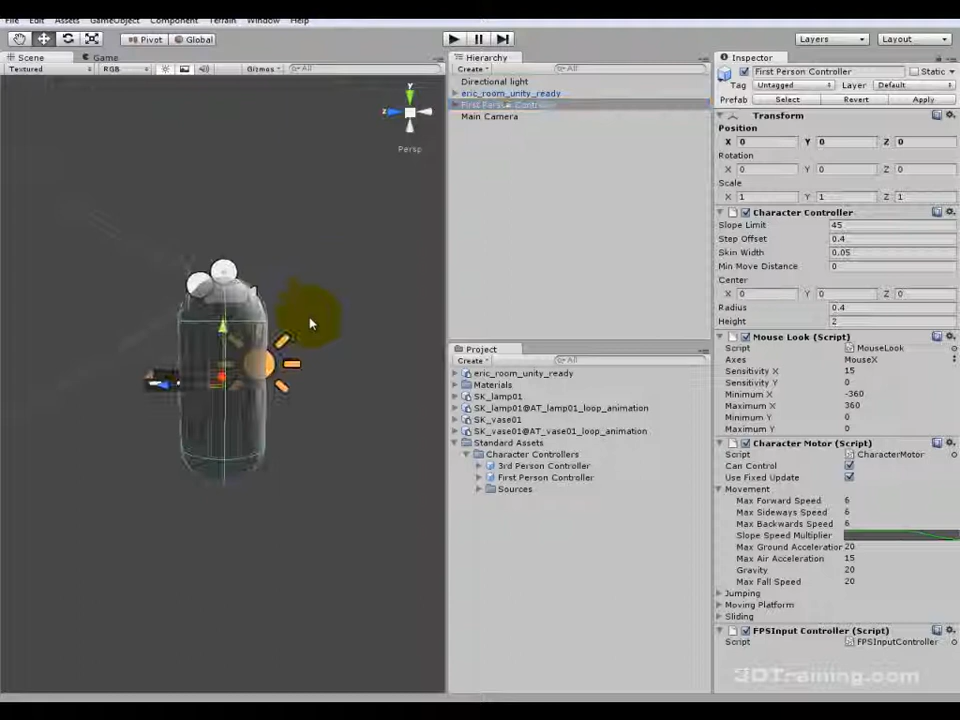 File Edit Assets GameObject Component Terrain Window Help
Pivot Global Layers Layout
Scene Game
Textured RGB Gizmos All
y
z
Persp
Hierarchy
Create All
Directional light
eric_room_unity_ready
First Person Controller
Main Camera
Project
Create All
eric_room_unity_ready
Materials
SK_lamp01
SK_lamp01@AT_lamp01_loop_animation
SK_vase01
SK_vase01@AT_vase01_loop_animation
Standard Assets
Character Controllers
3rd Person Controller
First Person Controller
Sources
Inspector
First Person Controller Static
Tag Untagged Layer Default
Prefab Select Revert Apply
Transform
Position
X 0 Y 0 Z 0
Rotation
X 0 Y 0 Z 0
Scale
X 1 Y 1 Z 1
Character Controller
Slope Limit 45
Step Offset 0.4
Skin Width 0.05
Min Move Distance 0
Center
X 0 Y 0 Z 0
Radius 0.4
Height 2
Mouse Look (Script)
Script MouseLook
Axes MouseX
Sensitivity X 15
Sensitivity Y 0
Minimum X -360
Maximum X 360
Minimum Y 0
Maximum Y 0
Character Motor (Script)
Script CharacterMotor
Can Control
Use Fixed Update
Movement
Max Forward Speed 6
Max Sideways Speed 6
Max Backwards Speed 6
Slope Speed Multiplier
Max Ground Acceleration 20
Max Air Acceleration 15
Gravity 20
Max Fall Speed 20
Jumping
Moving Platform
Sliding
FPSInput Controller (Script)
Script FPSInputController
3DTraining.com